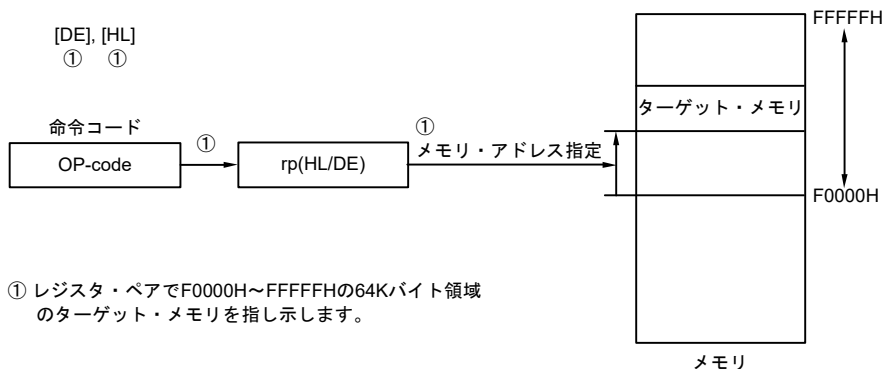 [DE], [HL]
① ①
命令コード
OP-code
①
rp(HL/DE)
①
メモリ・アドレス指定
FFFFFH
ターゲット・メモリ
F0000H
メモリ
① レジスタ・ペアでF0000H～FFFFFHの64Kバイト領域
のターゲット・メモリを指し示します。